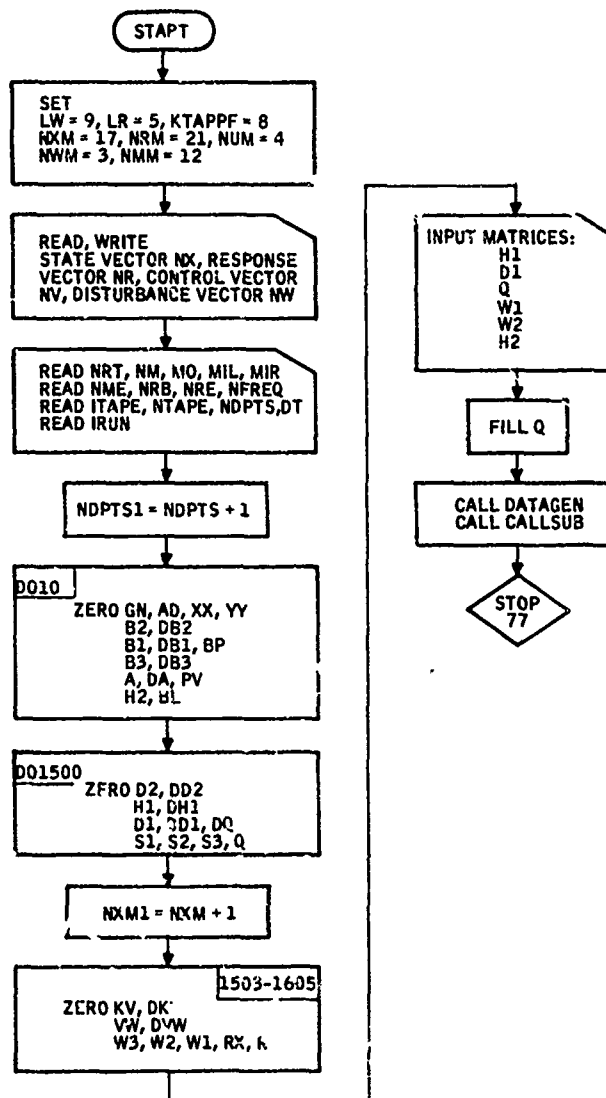 STAPT
SET
LW = 9, LR = 5, KTAPPF = 8
NXM = 17, NRM = 21, NUM = 4
NWM = 3, NMM = 12
READ, WRITE
STATE VECTOR NX, RESPONSE
VECTOR NR, CONTROL VECTOR
NV, DISTURBANCE VECTOR NW
READ NRT, NM, MO, MIL, MIR
READ NME, NRB, NRE, NFREQ
READ ITAPE, NTAPE, NDPTS,DT
READ IRUN
NDPTS1 = NDPTS + 1
DO10
ZERO GN, AD, XX, YY
B2, DB2
B1, DB1, BP
B3, DB3
A, DA, PV
H2, BL
DO1500
ZERO D2, DD2
H1, DH1
D1, DD1, DQ
S1, S2, S3, Q
NXM1 = NXM + 1
1503-1605
ZERO KV, DK
VW, DVW
W3, W2, W1, RX,
INPUT MATRICES:
H1
D1
Q
W1
W2
H2
FILL Q
CALL DATAGEN
CALL CALLSUB
STOP
77